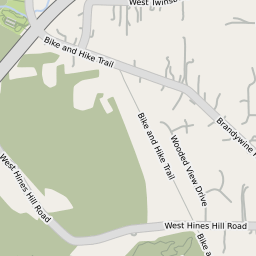 West Twinsb
Bike and Hike Trail
Brandywine R
Bike and Hike Trail
Wooded View Drive
West Hines Hill Road
West Hines Hill Road
Bike a